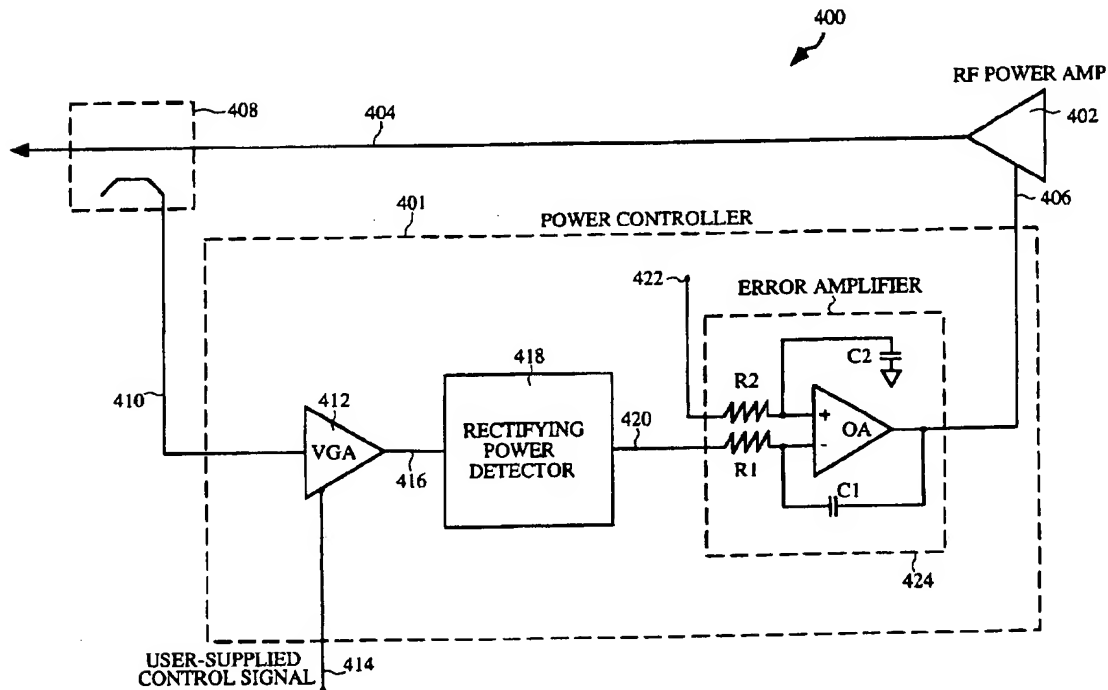 400
RF POWER AMP
408
404
402
406
401
POWER CONTROLLER
422
ERROR AMPLIFIER
418
C2
R2
410
412
+
VGA
RECTIFYING
POWER
DETECTOR
420
OA
-
416
R1
C1
424
USER-SUPPLIED
CONTROL SIGNAL
414